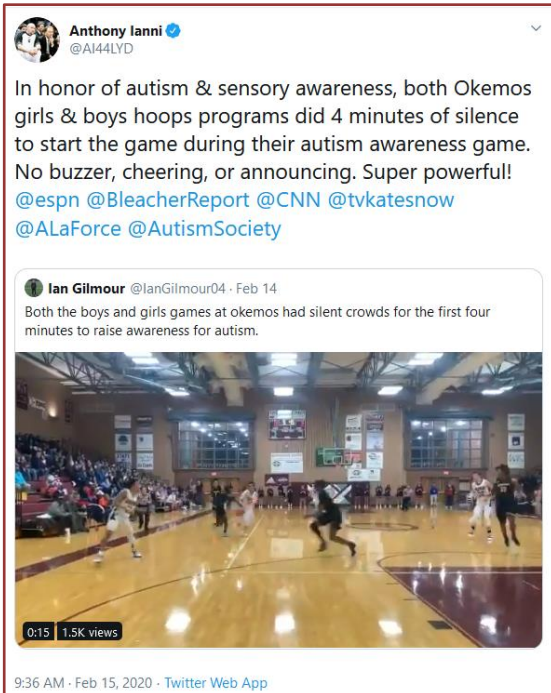 Anthony Ianni
@AI44LYD
In honor of autism & sensory awareness, both Okemos
girls & boys hoops programs did 4 minutes of silence
to start the game during their autism awareness game.
No buzzer, cheering, or announcing. Super powerful!
@espn @BleacherReport @CNN @tvkatesnow
@ALaForce @AutismSociety
Ian Gilmour @IanGilmour04 · Feb 14
Both the boys and girls games at okemos had silent crowds for the first four
minutes to raise awareness for autism.
0:15 1.5K views
9:36 AM · Feb 15, 2020 · Twitter Web App